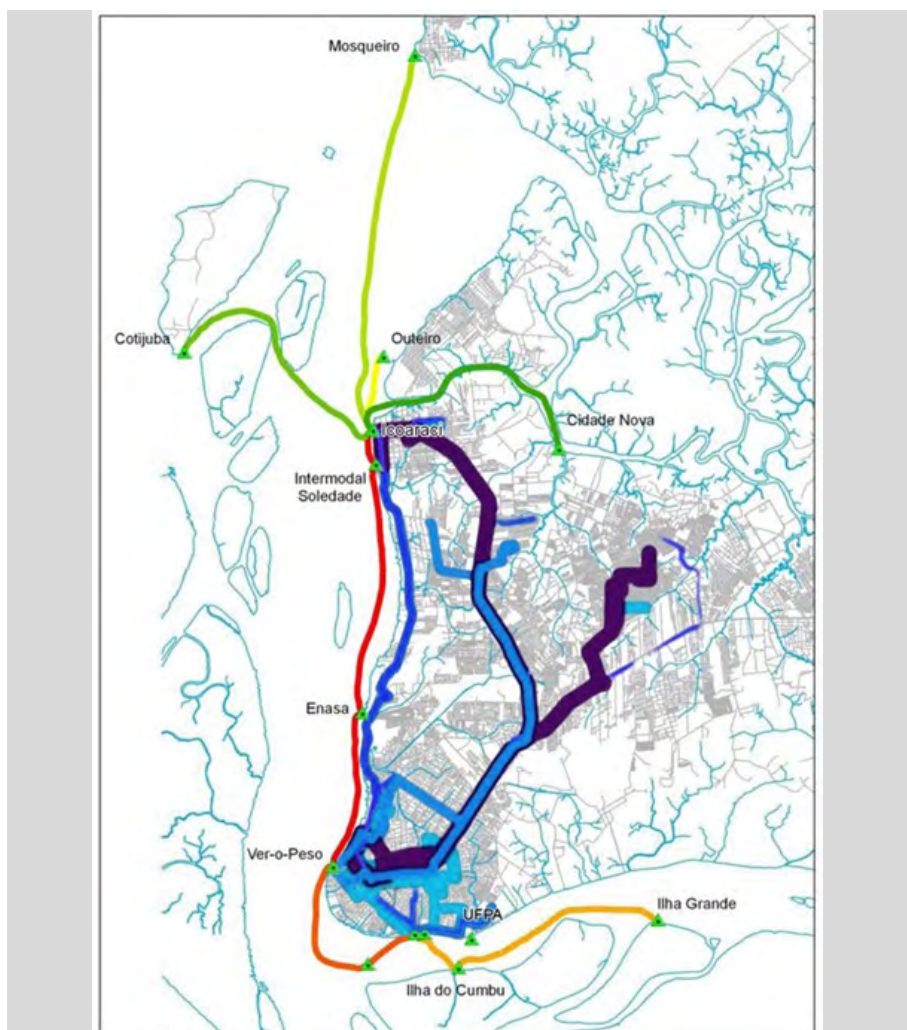 Mosqueiro
Cotijuba
Outeiro
Icoaraci
Cidade Nova
Intermodal
Soledade
Enasa
Ver-o-Peso
Ilha Grande
UFPA
Ilha do Cumbu